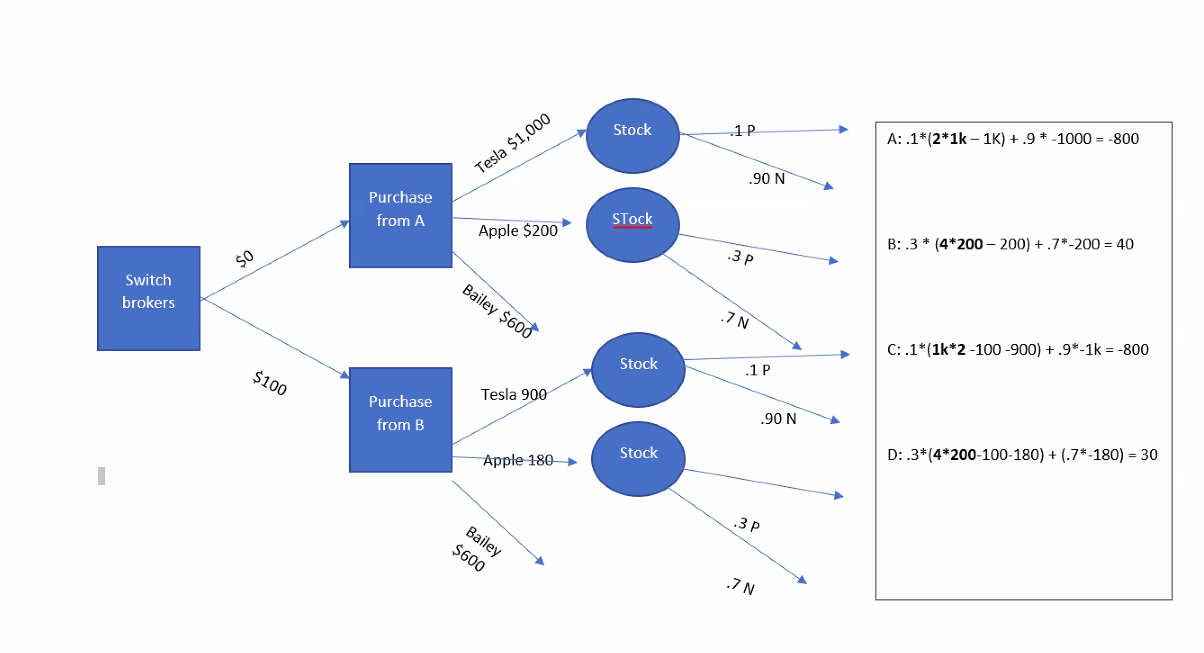 Switch
brokers
$0
$100
Purchase
from A
Tesla $1,000
Apple $200
Bailey $600
Stock
.1 P
.90 N
STock
.3 P
.7 N
Purchase
from B
Tesla 900
Apple 180
Bailey
$600
Stock
.1 P
.90 N
Stock
.3 P
.7 N
A: .1*(2*1k – 1K) + .9 * -1000 = -800
B: .3 * (4*200 – 200) + .7*-200 = 40
C: .1*(1k*2 -100 -900) + .9*-1k = -800
D: .3*(4*200-100-180) + (.7*-180) = 30